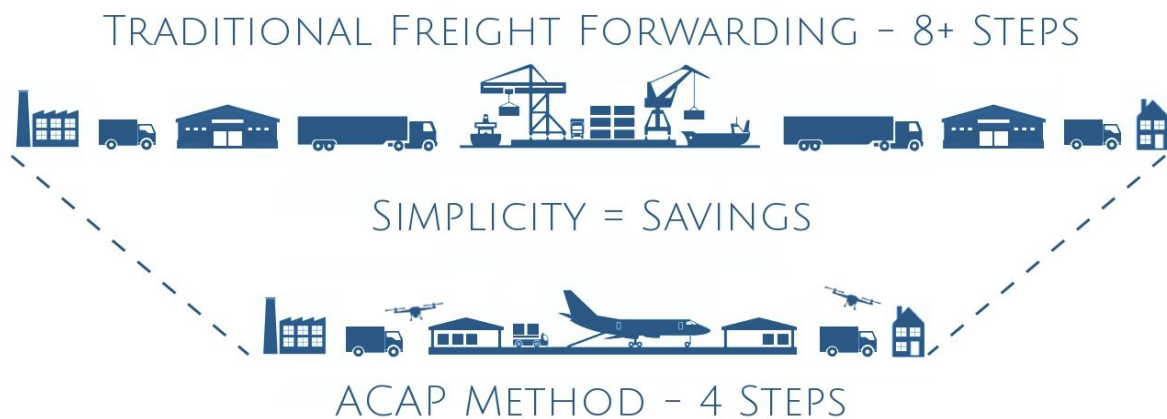 Traditional Freight Forwarding - 8+ Steps
Simplicity = Savings
ACAP Method - 4 Steps